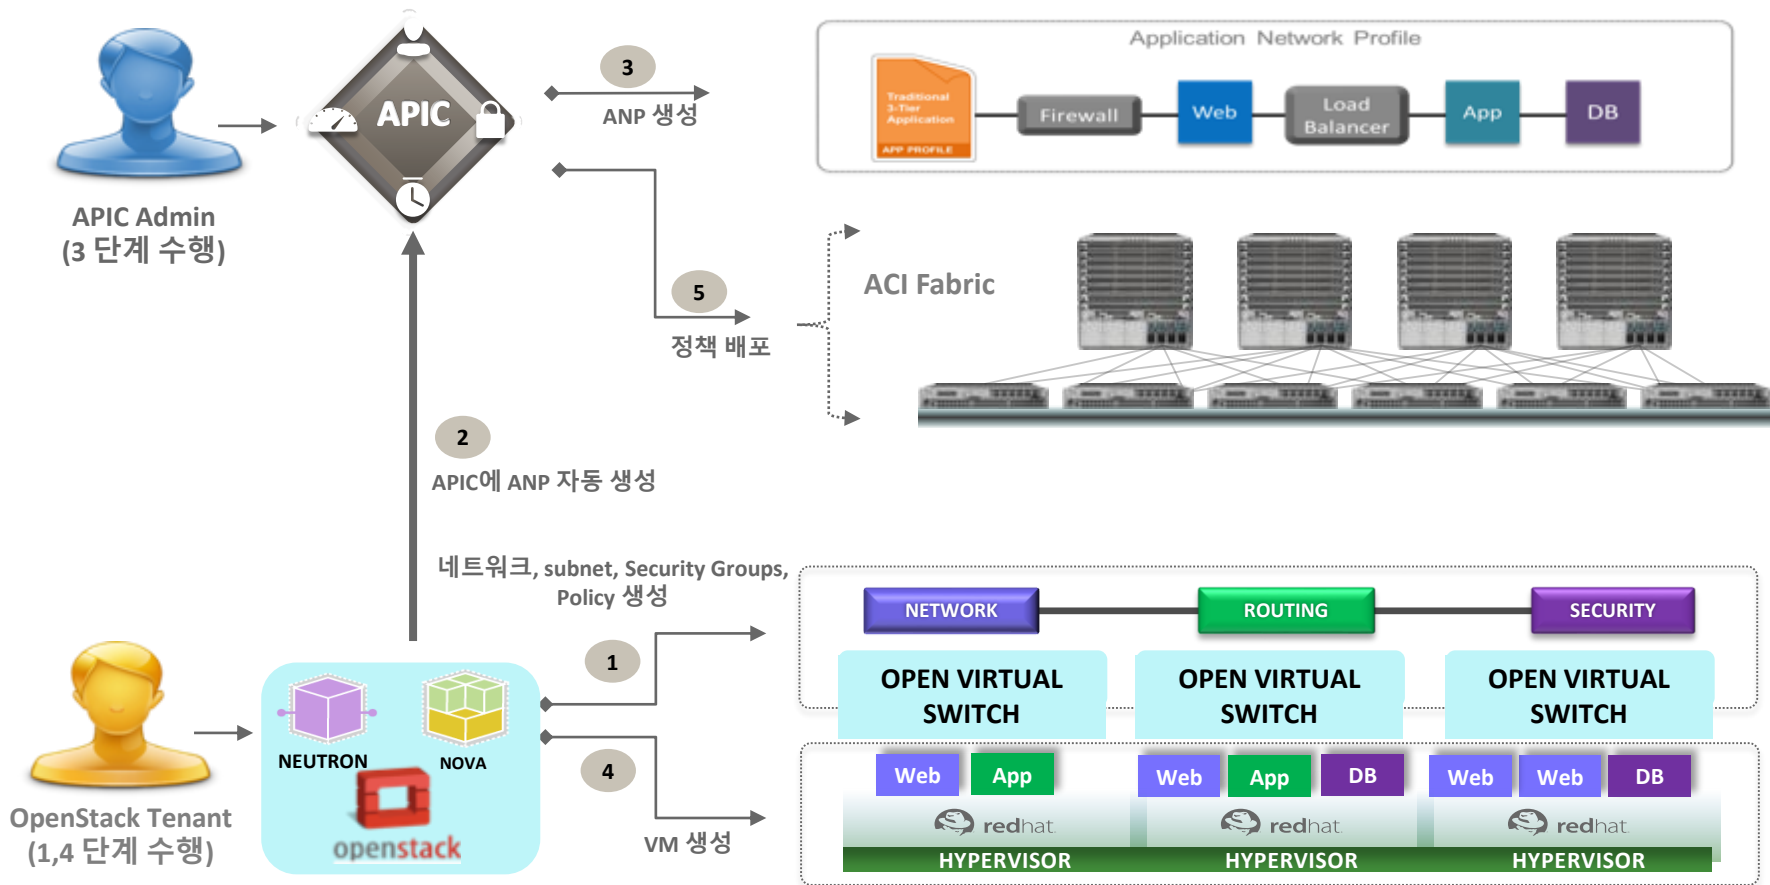 APIC Admin
(3 단계 수행)
APIC
3
ANP 생성
Application Network Profile
Traditional
3-Tier
Application
APP PROFILE
Firewall
Web
Load
Balancer
App
DB
5
정책 배포
ACI Fabric
2
APIC에 ANP 자동 생성
네트워크, subnet, Security Groups,
Policy 생성
1
NETWORK
ROUTING
SECURITY
OPEN VIRTUAL
SWITCH
OPEN VIRTUAL
SWITCH
OPEN VIRTUAL
SWITCH
OpenStack Tenant
(1,4 단계 수행)
NEUTRON
NOVA
openstack
4
VM 생성
Web
App
Web
App
DB
Web
Web
DB
redhat.
redhat.
redhat.
HYPERVISOR
HYPERVISOR
HYPERVISOR